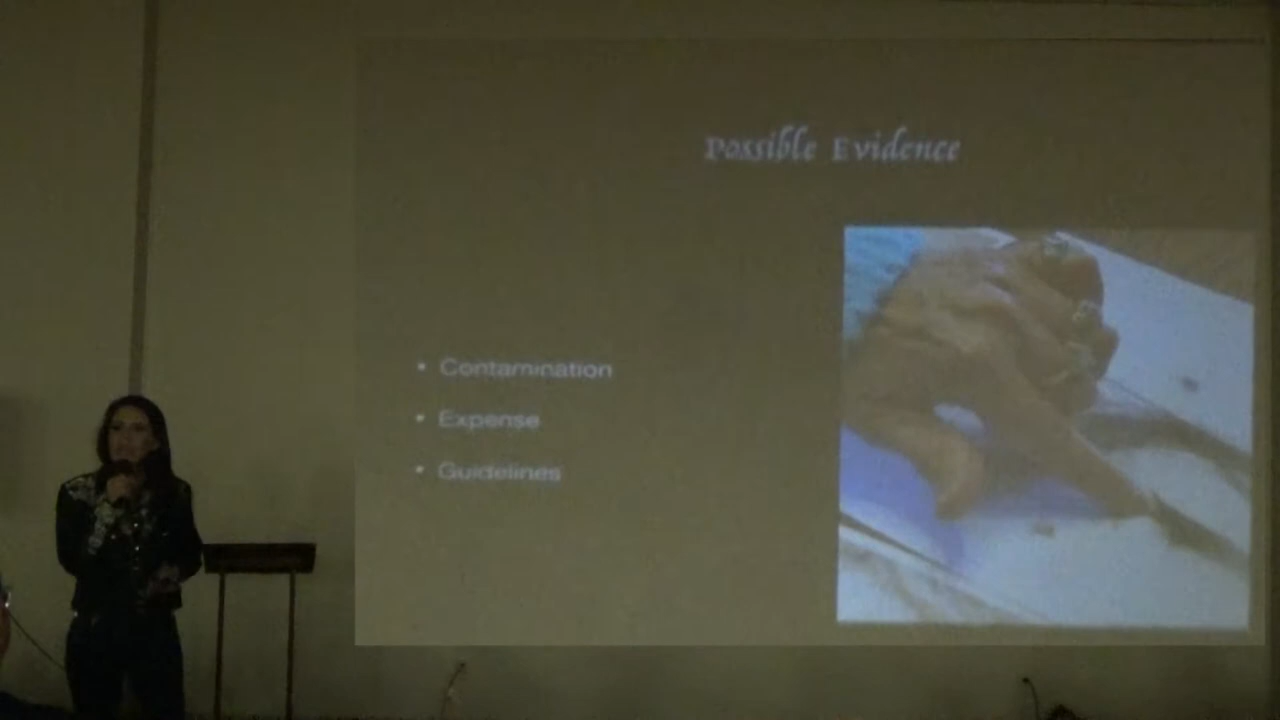 Possible Evidence
• Contamination
• Expense
• Guidelines